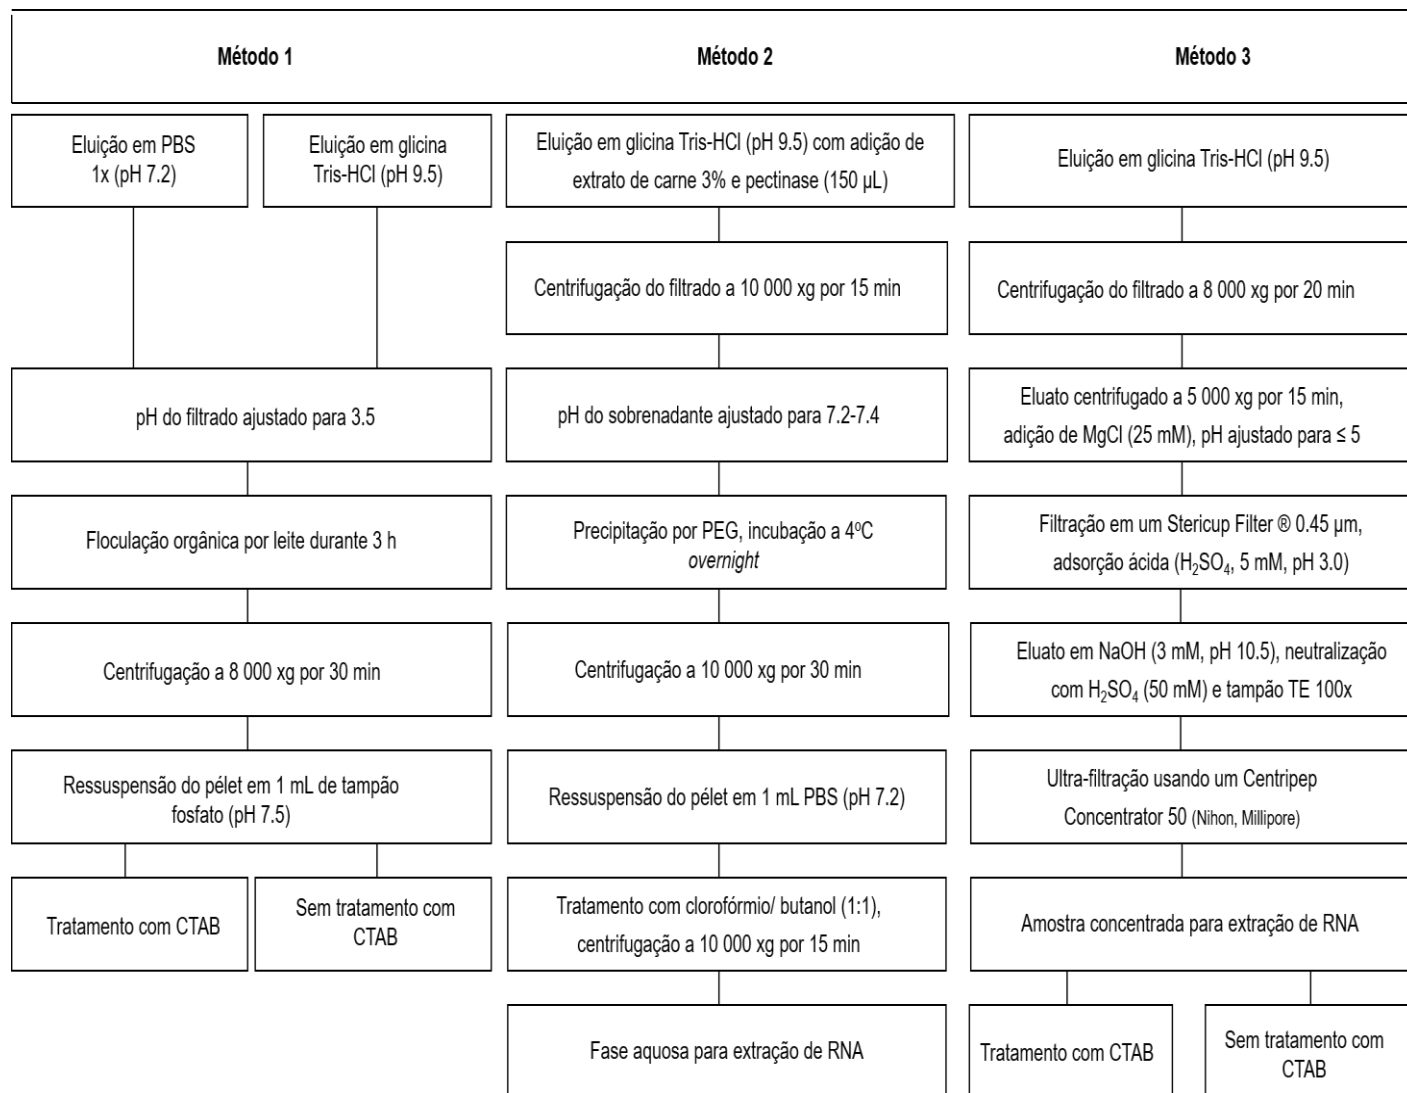 Método 1
Método 2
Método 3
Eluição em PBS
1x (pH 7.2)
Eluição em glicina
Tris-HCl (pH 9.5)
pH do filtrado ajustado para 3.5
Floculação orgânica por leite durante 3 h
Centrifugação a 8 000 xg por 30 min
Ressuspensão do pélet em 1 mL de tampão
fosfato (pH 7.5)
Tratamento com CTAB
Sem tratamento com
CTAB
Eluição em glicina Tris-HCl (pH 9.5) com adição de
extrato de carne 3% e pectinase (150 µL)
Centrifugação do filtrado a 10 000 xg por 15 min
pH do sobrenadante ajustado para 7.2-7.4
Precipitação por PEG, incubação a 4ºC
overnight
Centrifugação a 10 000 xg por 30 min
Ressuspensão do pélet em 1 mL PBS (pH 7.2)
Tratamento com clorofórmio/ butanol (1:1),
centrifugação a 10 000 xg por 15 min
Fase aquosa para extração de RNA
Eluição em glicina Tris-HCl (pH 9.5)
Centrifugação do filtrado a 8 000 xg por 20 min
Eluato centrifugado a 5 000 xg por 15 min,
adição de MgCl (25 mM), pH ajustado para ≤ 5
Filtração em um Stericup Filter ® 0.45 µm,
adsorção ácida (H₂SO₄, 5 mM, pH 3.0)
Eluato em NaOH (3 mM, pH 10.5), neutralização
com H₂SO₄ (50 mM) e tampão TE 100x
Ultra-filtração usando um Centripep
Concentrator 50 (Nihon, Millipore)
Amostra concentrada para extração de RNA
Tratamento com CTAB
Sem tratamento com
CTAB